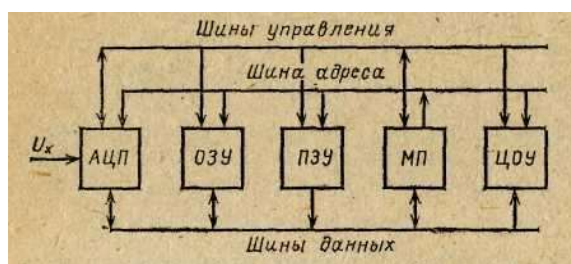 Шины управления
Шина адреса
Uₓ АЦП ОЗУ ПЗУ МП ЦОУ
Шины данных